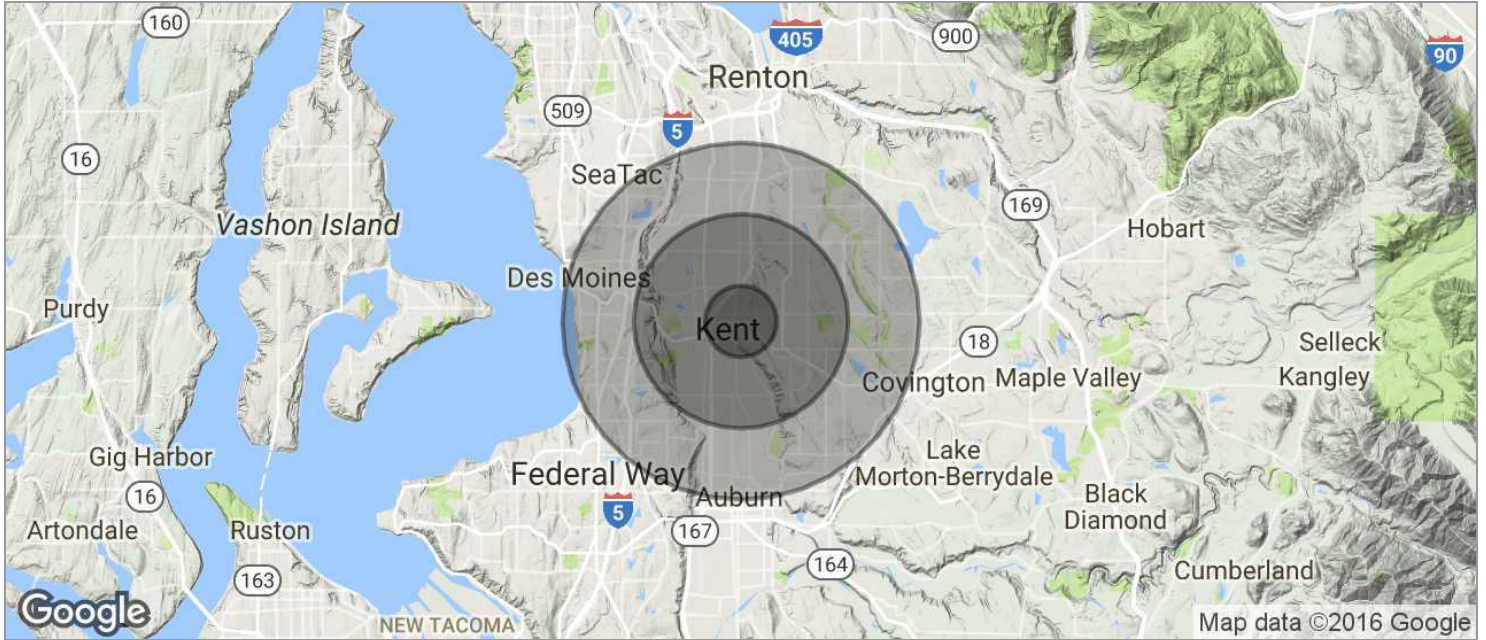 160
405
900
90
Renton
509
5
16
SeaTac
169
Vashon Island
Hobart
Des Moines
Purdy
Kent
18
Selleck
Covington
Maple Valley
Kangley
Gig Harbor
Lake
Morton-Berrydale
Federal Way
16
Auburn
Black
Diamond
5
Artondale
Ruston
167
164
163
Cumberland
Google
NEW TACOMA
Map data ©2016 Google